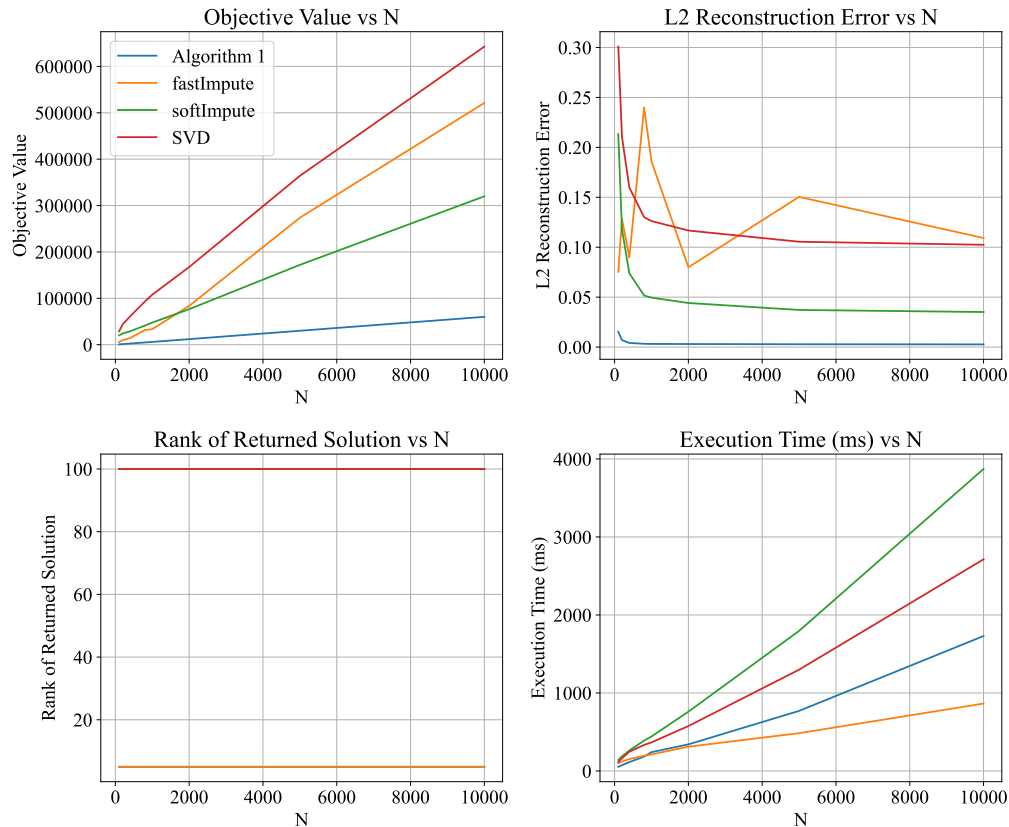 Objective Value vs N
Objective Value
600000
500000
400000
300000
200000
100000
0
Algorithm 1
fastImpute
softImpute
SVD
0 2000 4000 6000 8000 10000
N
L2 Reconstruction Error vs N
L2 Reconstruction Error
0.30
0.25
0.20
0.15
0.10
0.05
0.00
0 2000 4000 6000 8000 10000
N
Rank of Returned Solution vs N
Rank of Returned Solution
100
80
60
40
20
0 2000 4000 6000 8000 10000
N
Execution Time (ms) vs N
Execution Time (ms)
4000
3000
2000
1000
0
0 2000 4000 6000 8000 10000
N